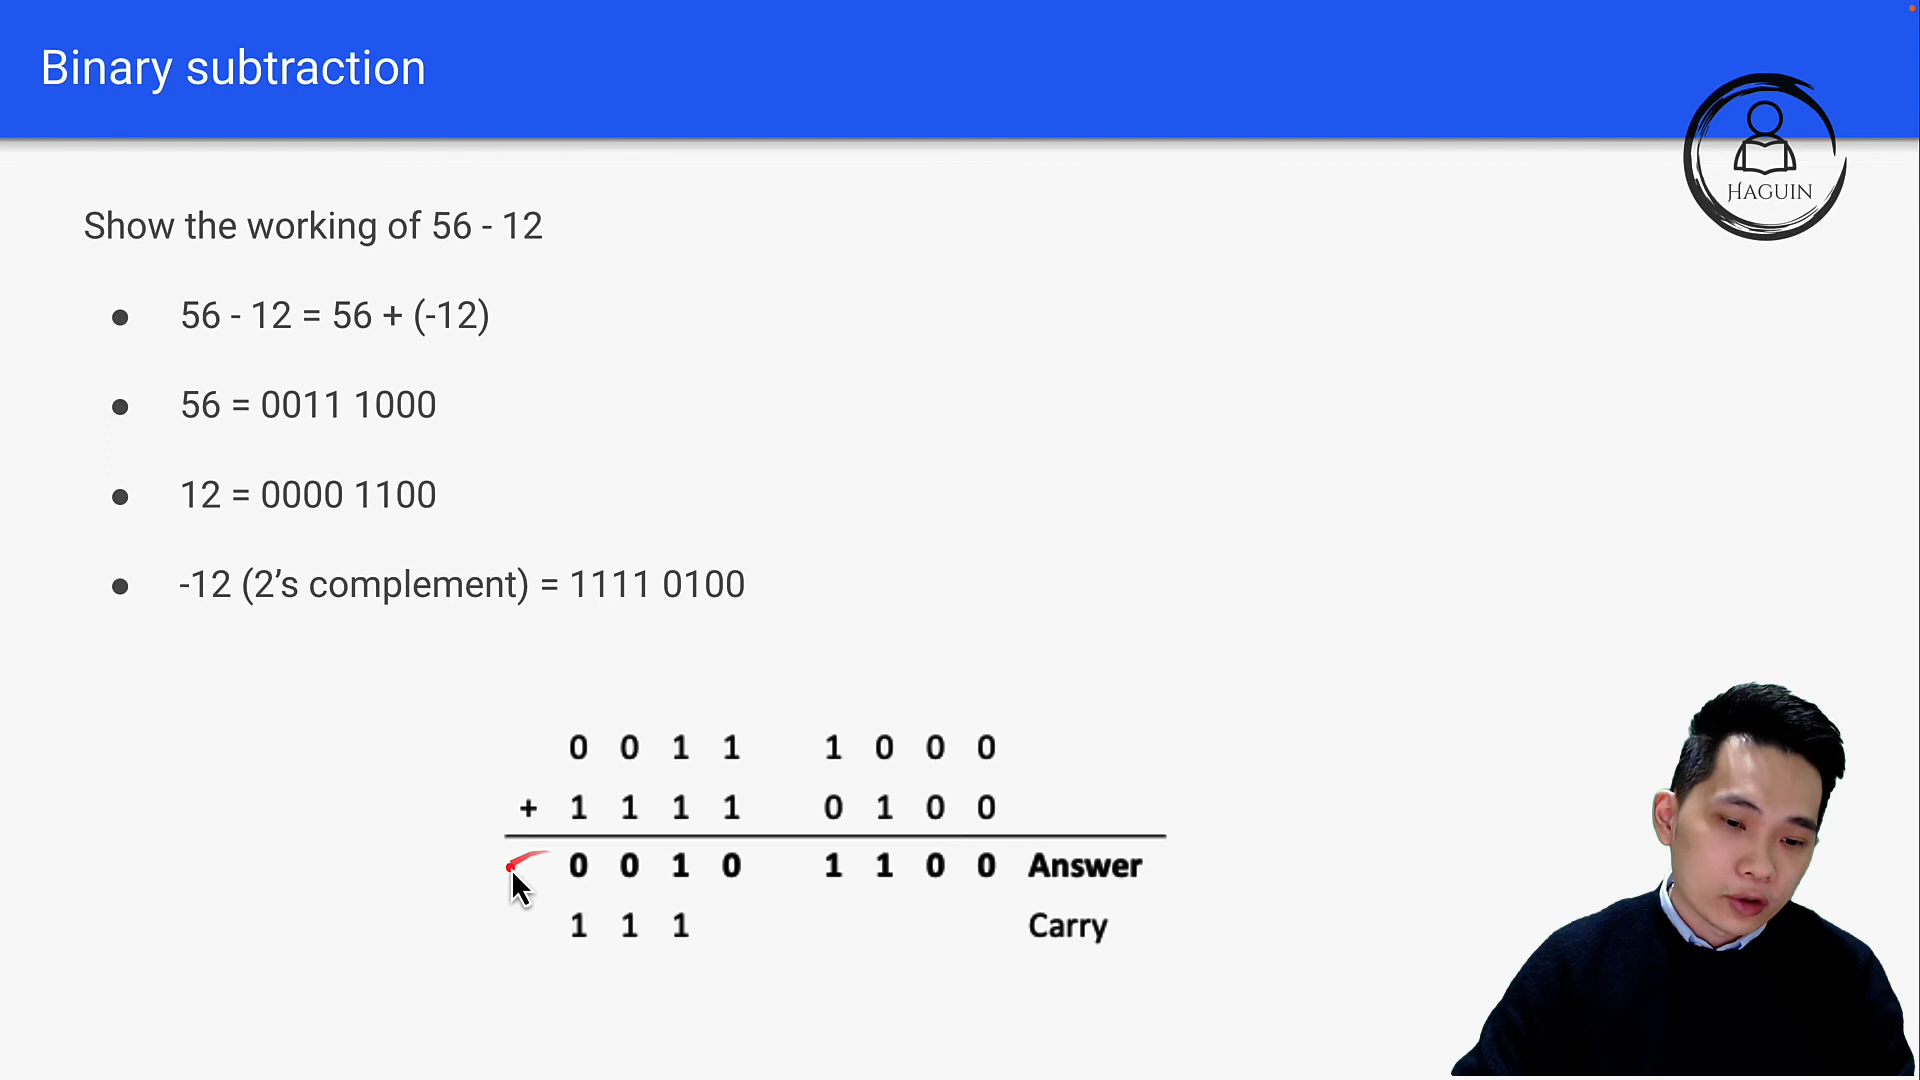 Binary subtraction
HAGUIN
Show the working of 56 - 12
● 56 - 12 = 56 + (-12)
● 56 = 0011 1000
● 12 = 0000 1100
● -12 (2’s complement) = 1111 0100
0 0 1 1 1 0 0 0
+ 1 1 1 1 0 1 0 0
0 0 1 0 1 1 0 0 Answer
1 1 1 Carry